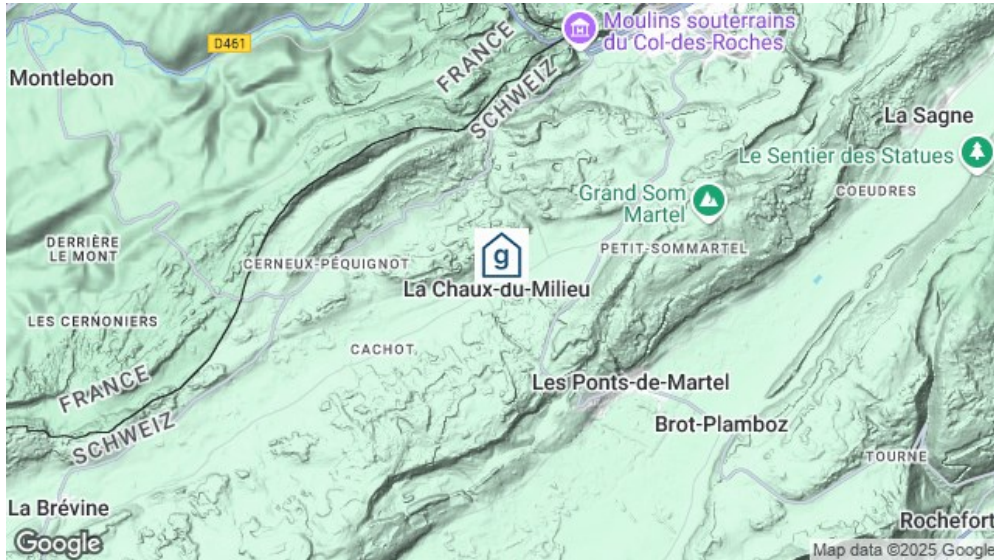 D461
FRANCE
Moulins souterrains
du Col-des-Roches
Montlebon
SCHWEIZ
La Sagne
Le Sentier des Statues
COEUDRES
Grand Som
Martel
DERRIÈRE
LE MONT
PETIT-SOMMARTEL
CERNEUX-PÉQUIGNOT
g
La Chaux-du-Milieu
LES CERNONIERS
CACHOT
FRANCE
Les Ponts-de-Martel
SCHWEIZ
Brot-Plamboz
TOURNE
La Brévine
Rochefort
Google
Map data ©2025 Google